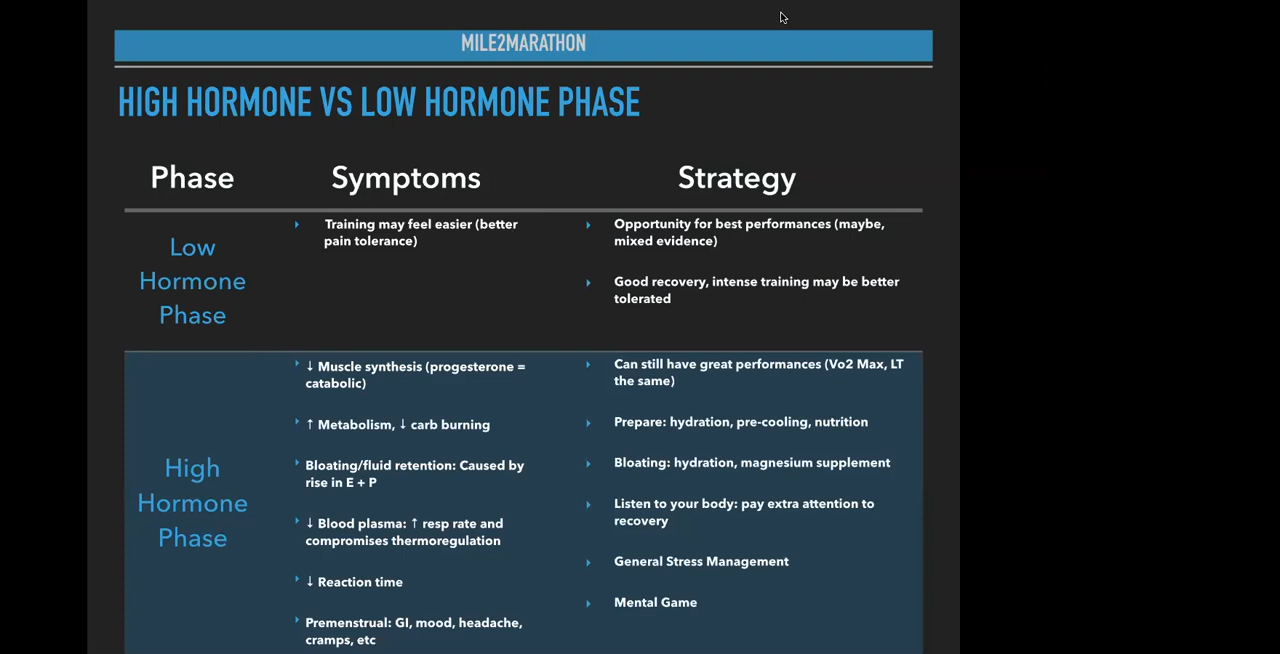 MILE2MARATHON
HIGH HORMONE VS LOW HORMONE PHASE
Phase Symptoms Strategy
Low
Hormone
Phase
Training may feel easier (better
pain tolerance)
Opportunity for best performances (maybe,
mixed evidence)
Good recovery, intense training may be better
tolerated
High
Hormone
Phase
↓ Muscle synthesis (progesterone =
catabolic)
↑ Metabolism, ↓ carb burning
Bloating/fluid retention: Caused by
rise in E + P
↓ Blood plasma: ↑ resp rate and
compromises thermoregulation
↓ Reaction time
Premenstrual: GI, mood, headache,
cramps, etc
Can still have great performances (Vo2 Max, LT
the same)
Prepare: hydration, pre-cooling, nutrition
Bloating: hydration, magnesium supplement
Listen to your body: pay extra attention to
recovery
General Stress Management
Mental Game